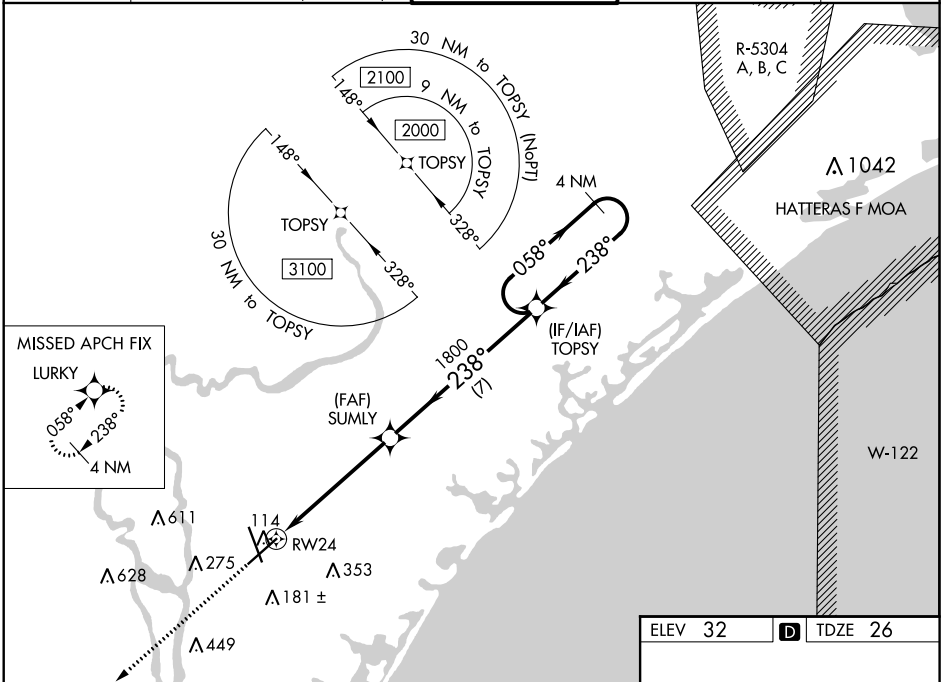 30 NM to TOPSY (NoPT)
2100
9 NM to TOPSY
2000
148°
TOPSY
328°
148°
TOPSY
328°
3100
30 NM to TOPSY
R-5304
A, B, C
1042
HATTERAS F MOA
4 NM
058°
238°
(IF/IAF)
TOPSY
1800
238°
(7)
(FAF)
SUMLY
MISSED APCH FIX
LURKY
058°
238°
4 NM
W-122
611
114
RW24
275
353
628
181 ±
449
ELEV 32
D
TDZE 26